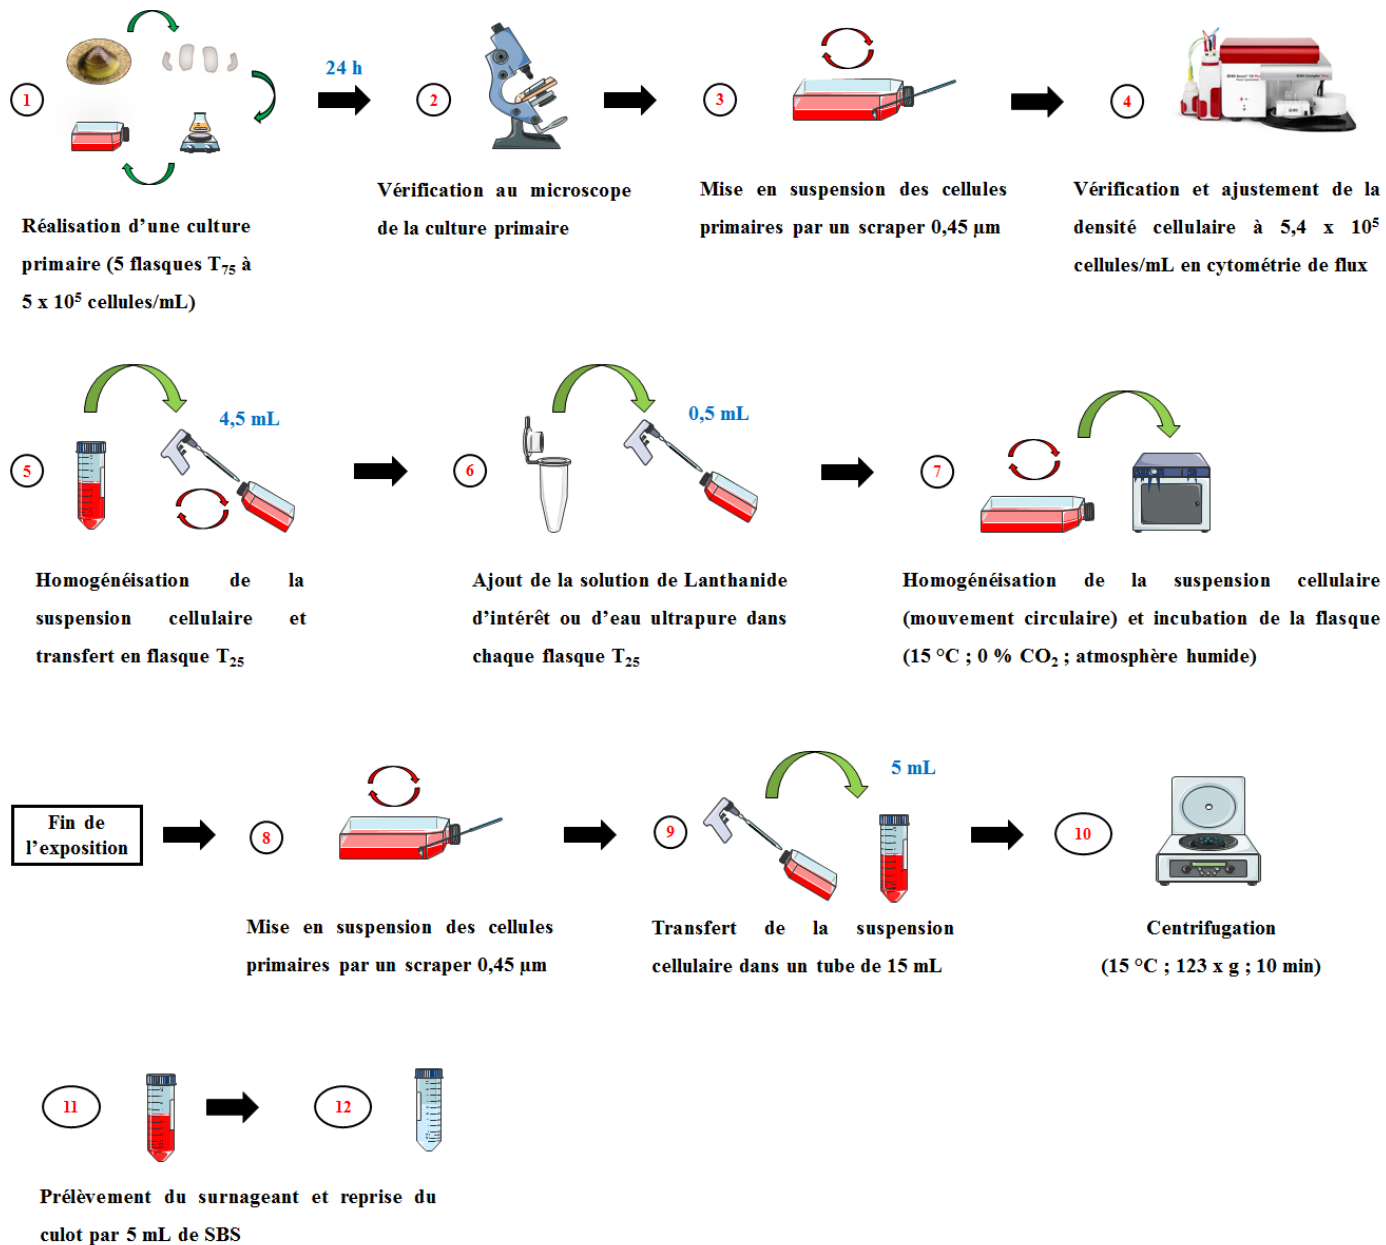 1
24 h
2
3
4
Réalisation d’une culture
primaire (5 flasques T75 à
5 x 10⁵ cellules/mL)
Vérification au microscope
de la culture primaire
Mise en suspension des cellules
primaires par un scraper 0,45 µm
Vérification et ajustement de la
densité cellulaire à 5,4 x 10⁵
cellules/mL en cytométrie de flux
5
4,5 mL
6
0,5 mL
7
Homogénéisation de la
suspension cellulaire et
transfert en flasque T25
Ajout de la solution de Lanthanide
d’intérêt ou d’eau ultrapure dans
chaque flasque T25
Homogénéisation de la suspension cellulaire
(mouvement circulaire) et incubation de la flasque
(15 °C ; 0 % CO2 ; atmosphère humide)
Fin de
l’exposition
8
9
5 mL
10
Mise en suspension des cellules
primaires par un scraper 0,45 µm
Transfert de la suspension
cellulaire dans un tube de 15 mL
Centrifugation
(15 °C ; 123 x g ; 10 min)
11
12
Prélèvement du surnageant et reprise du
culot par 5 mL de SBS